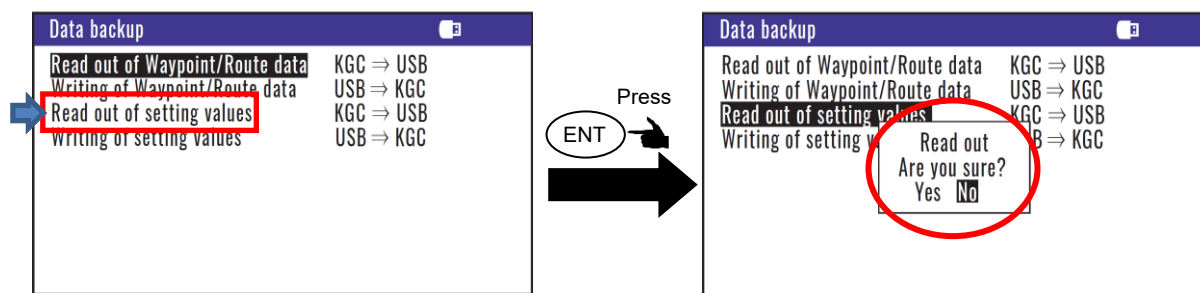 Data backup
Read out of Waypoint/Route data KGC ⇒ USB
Writing of Waypoint/Route data USB ⇒ KGC
Read out of setting values KGC ⇒ USB
Writing of setting values USB ⇒ KGC
Press
ENT
Data backup
Read out of Waypoint/Route data KGC ⇒ USB
Writing of Waypoint/Route data USB ⇒ KGC
Read out of setting values KGC ⇒ USB
Writing of setting v B ⇒ KGC
Read out
Are you sure?
Yes No